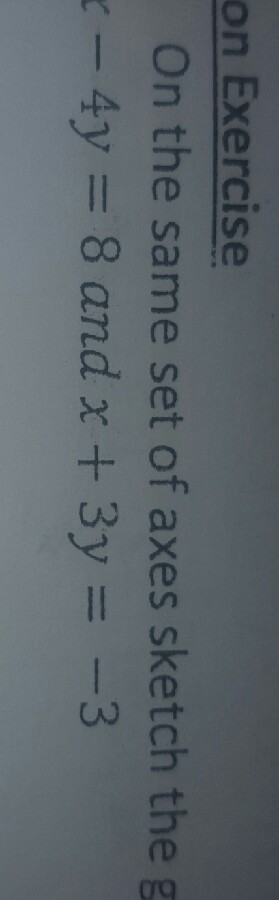 on Exercise
On the same set of axes sketch the g
x − 4y = 8 and x + 3y = −3